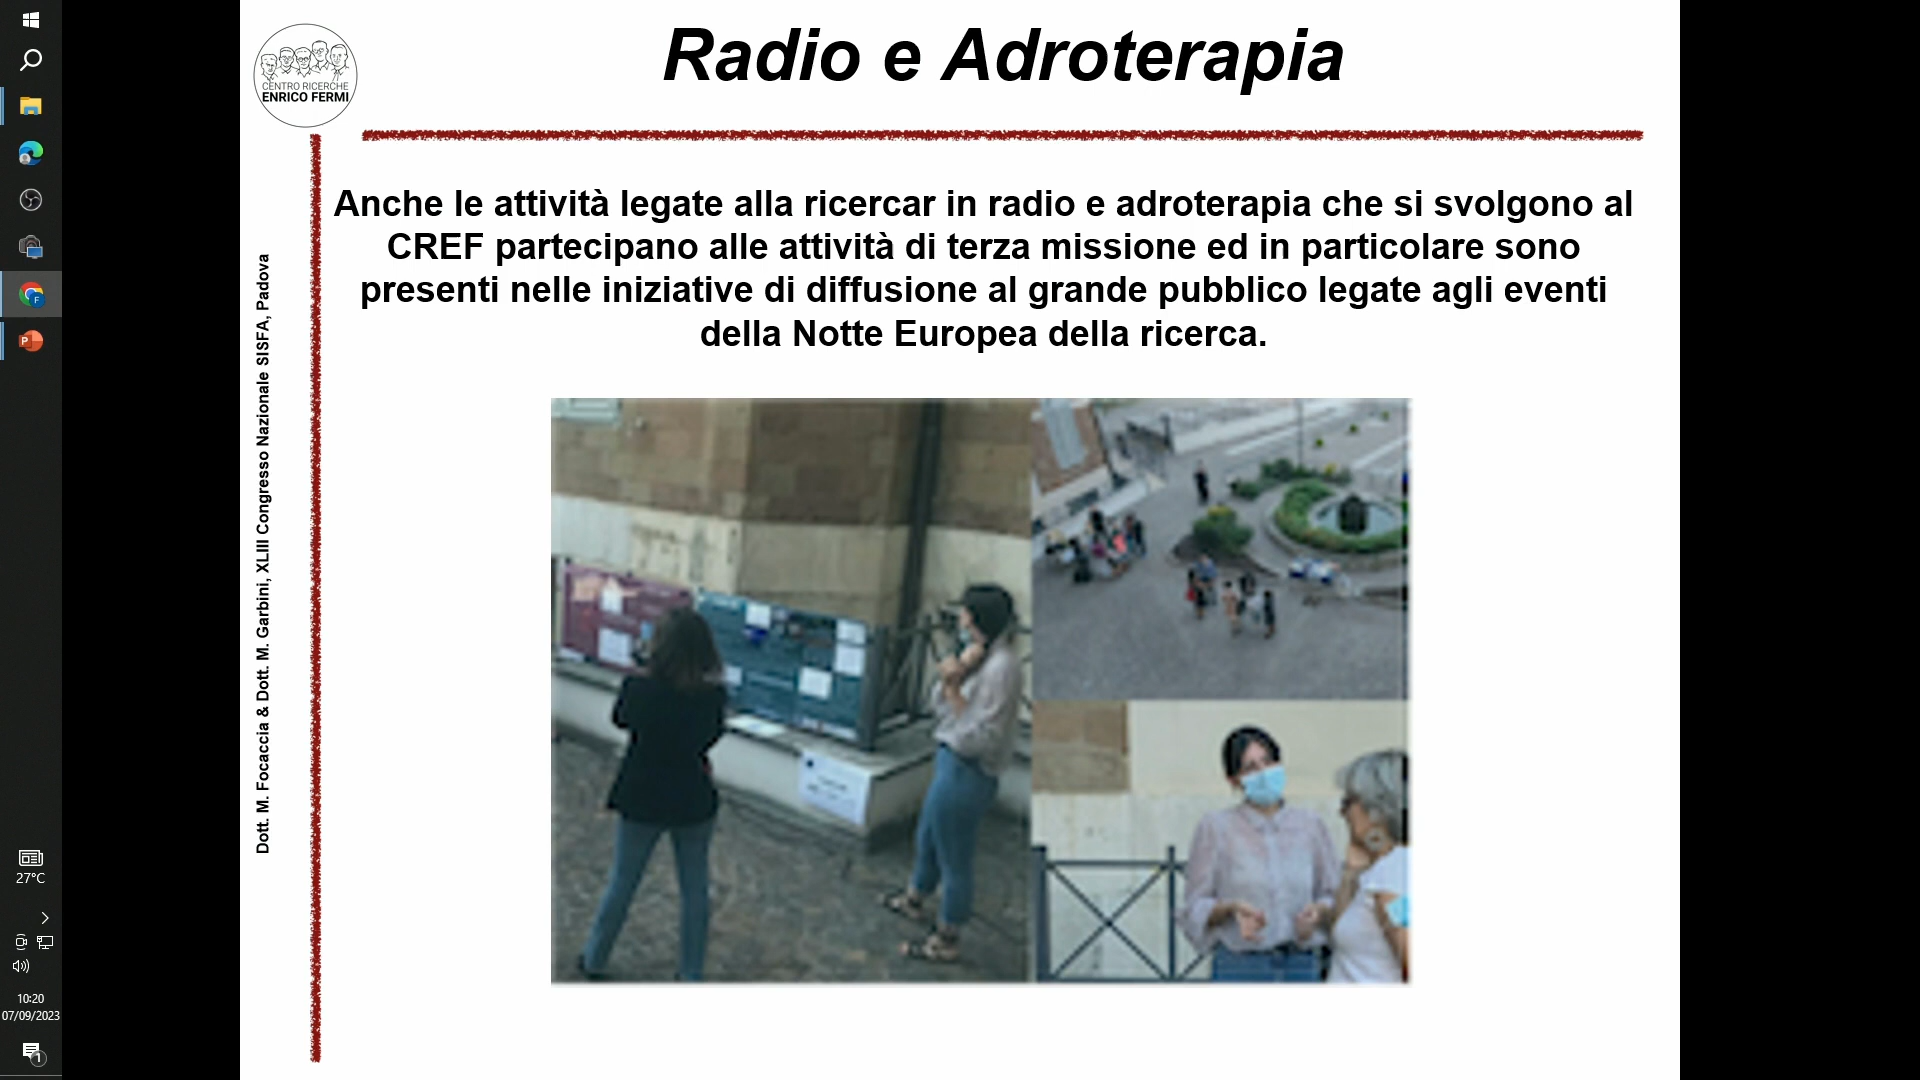 Radio e Adroterapia
CENTRO RICERCHE
ENRICO FERMI
Anche le attività legate alla ricercar in radio e adroterapia che si svolgono al
CREF partecipano alle attività di terza missione ed in particolare sono
presenti nelle iniziative di diffusione al grande pubblico legate agli eventi
della Notte Europea della ricerca.
Dott. M. Focaccia & Dott. M. Garbini, XLIII Congresso Nazionale SISFA, Padova
27°C
10:20
07/09/2023
1